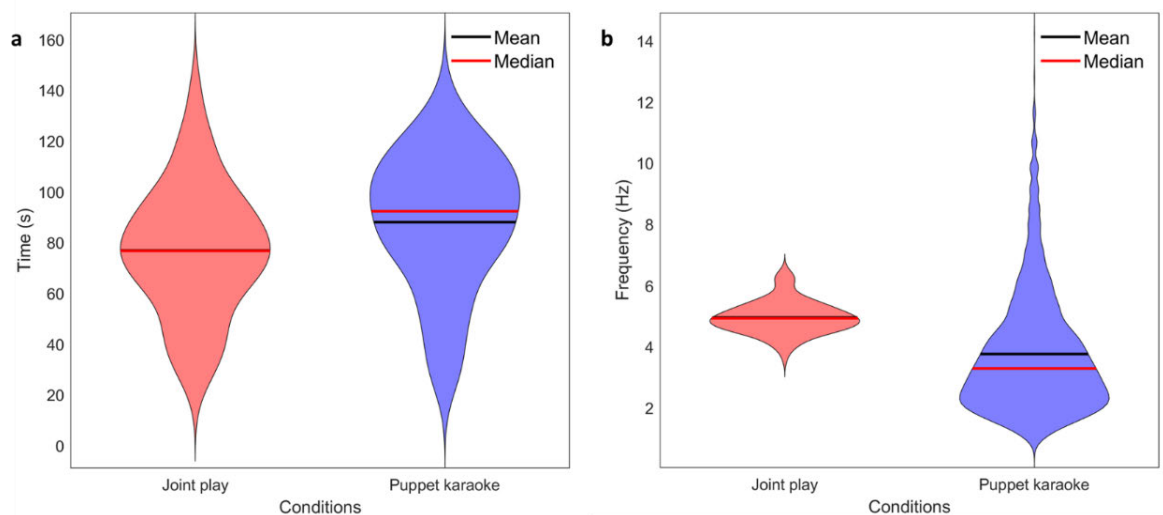 a
Mean
Median
160
140
120
100
80
60
40
20
0
Time (s)
Joint play
Puppet karaoke
Conditions
b
Mean
Median
14
12
10
8
6
4
2
Frequency (Hz)
Joint play
Puppet karaoke
Conditions